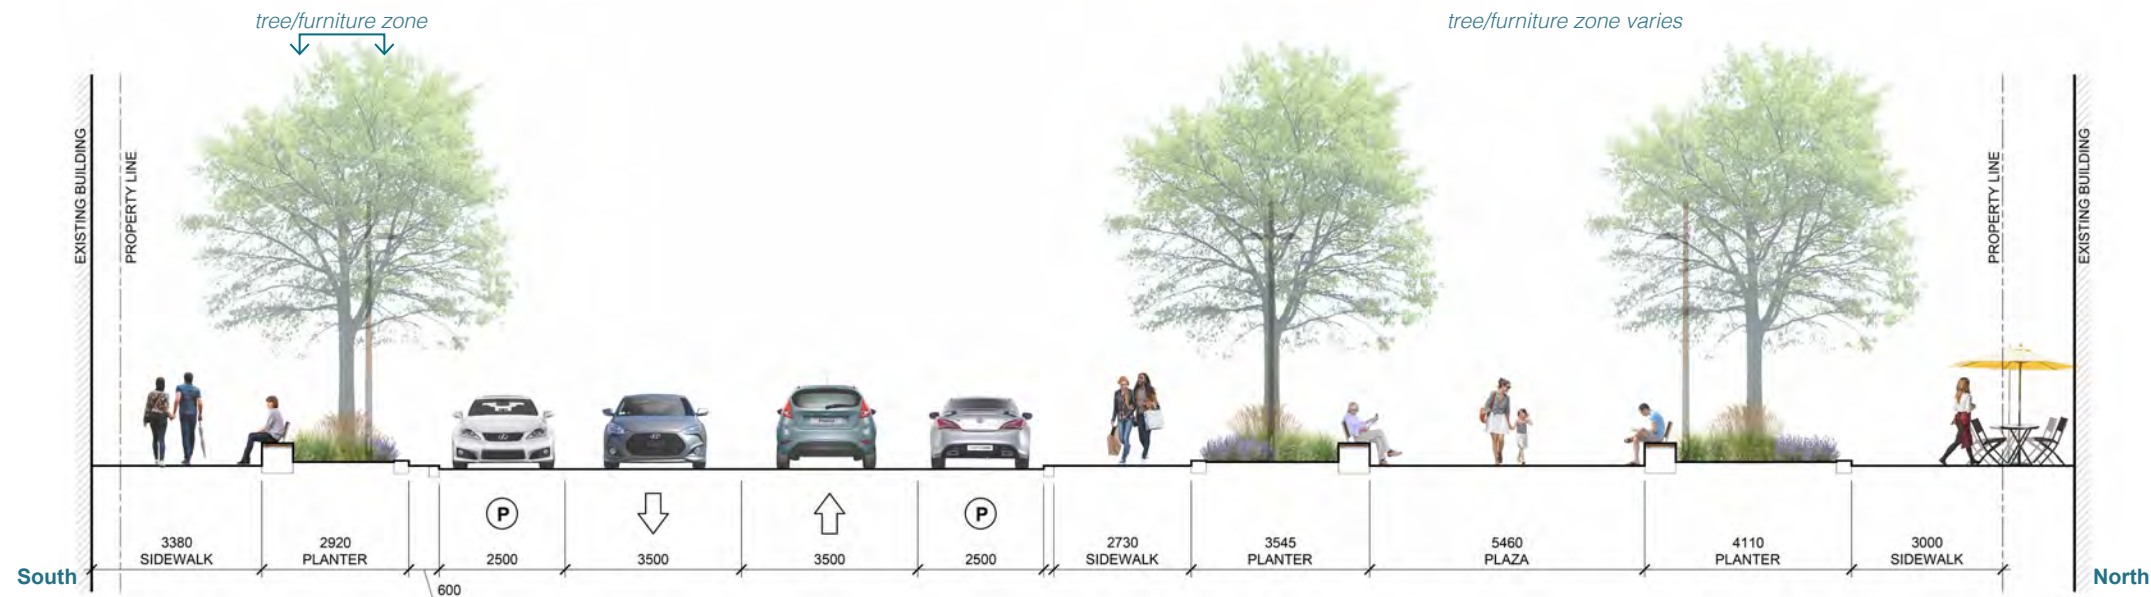 tree/furniture zone
tree/furniture zone varies
EXISTING BUILDING
PROPERTY LINE
PROPERTY LINE
EXISTING BUILDING
P
P
3380
SIDEWALK
2920
PLANTER
2500
3500
3500
2500
2730
SIDEWALK
3545
PLANTER
5460
PLAZA
4110
PLANTER
3000
SIDEWALK
South
North
600